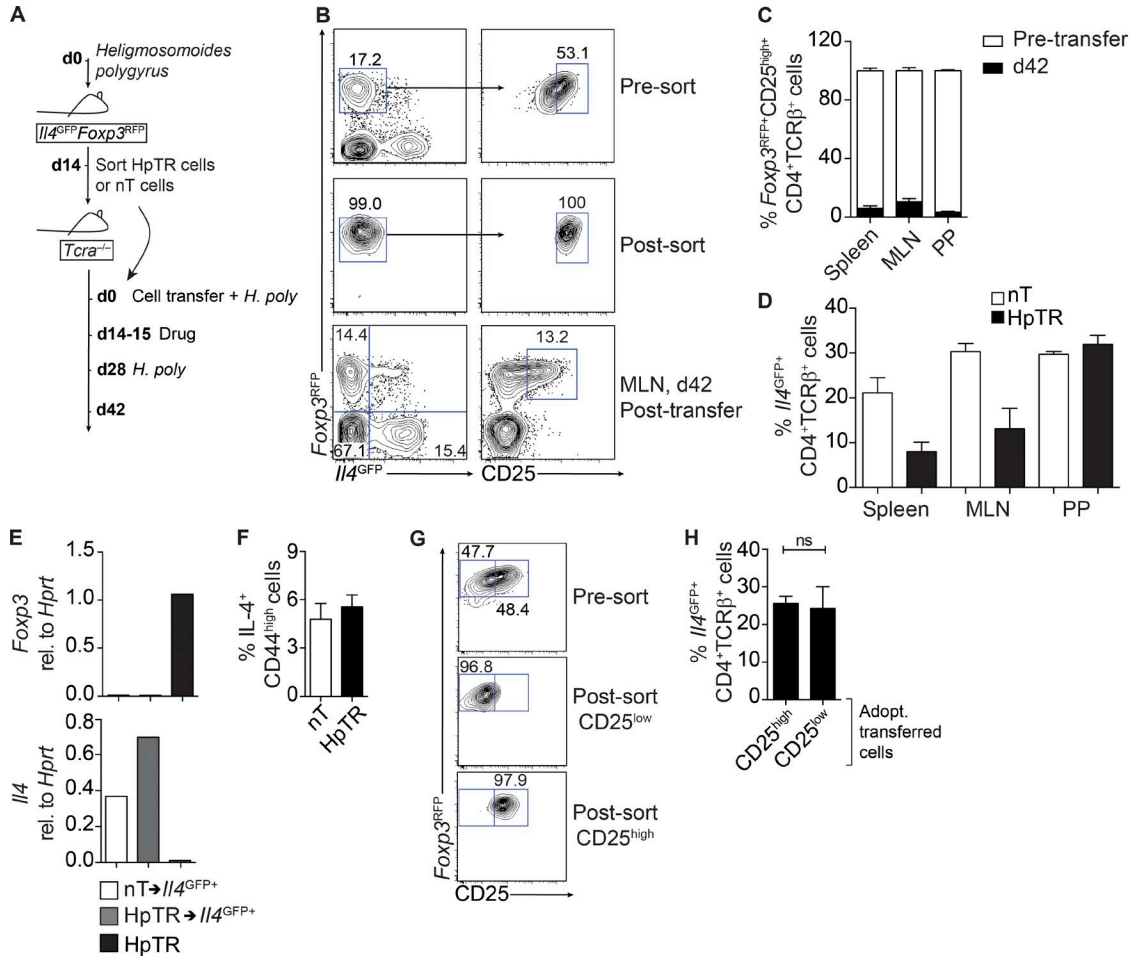 A
d0
Heligmosomoides
polygyrus
Il4GFPFoxp3RFP
d14 Sort HpTR cells
or nT cells
Tcra–/–
d0 Cell transfer + H. poly
d14-15 Drug
d28 H. poly
d42
B
17.2
53.1
Pre-sort
99.0
100
Post-sort
14.4
13.2
MLN, d42
Post-transfer
67.1
15.4
Foxp3RFP
Il4GFP
CD25
C
Pre-transfer
d42
% Foxp3RFP+CD25high+
CD4+TCRβ+ cells
120
80
40
0
Spleen
MLN
PP
D
nT
HpTR
% Il4GFP+
CD4+TCRβ+ cells
40
30
20
10
0
Spleen
MLN
PP
E
Foxp3
rel. to Hprt
1.5
1.0
0.5
0.0
Il4
rel. to Hprt
0.8
0.6
0.4
0.2
0.0
nT➔Il4GFP+
HpTR➔Il4GFP+
HpTR
F
% IL-4+
CD44high cells
9
6
3
0
nT
HpTR
G
47.7
48.4
Pre-sort
96.8
Post-sort
CD25low
97.9
Post-sort
CD25high
Foxp3RFP
CD25
H
ns
% Il4GFP+
CD4+TCRβ+ cells
40
30
20
10
0
CD25high
CD25low
Adopt.
transferred
cells